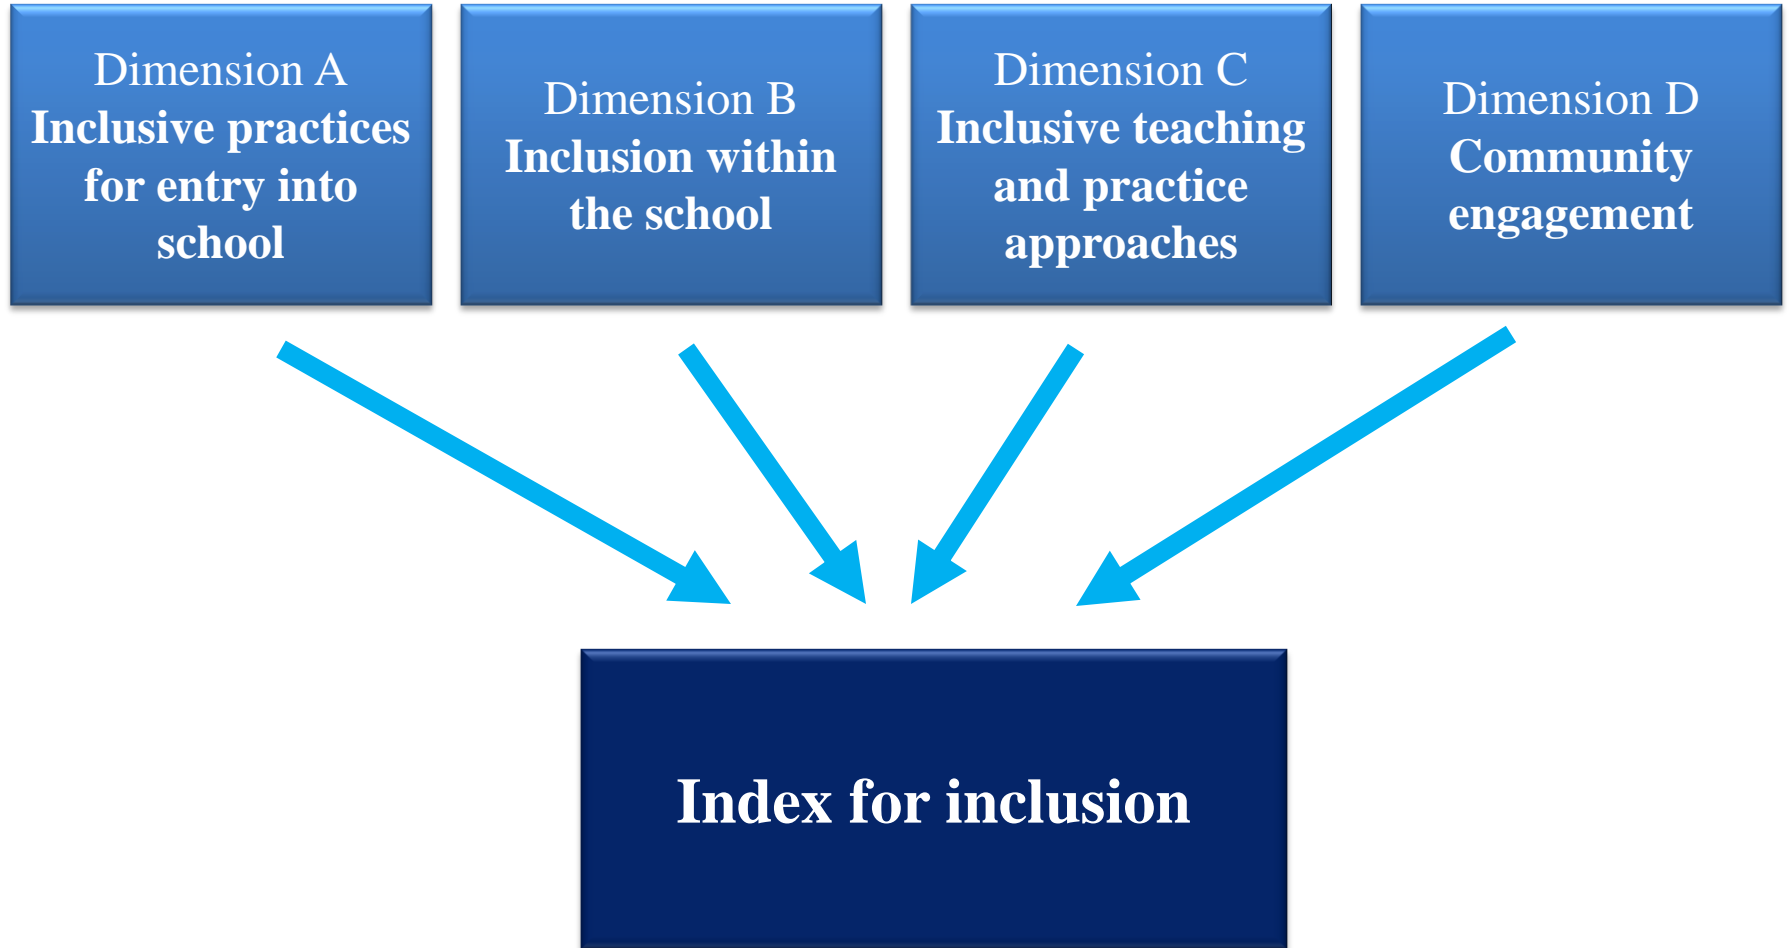 Dimension A
Inclusive practices
for entry into
school
Dimension B
Inclusion within
the school
Dimension C
Inclusive teaching
and practice
approaches
Dimension D
Community
engagement
Index for inclusion